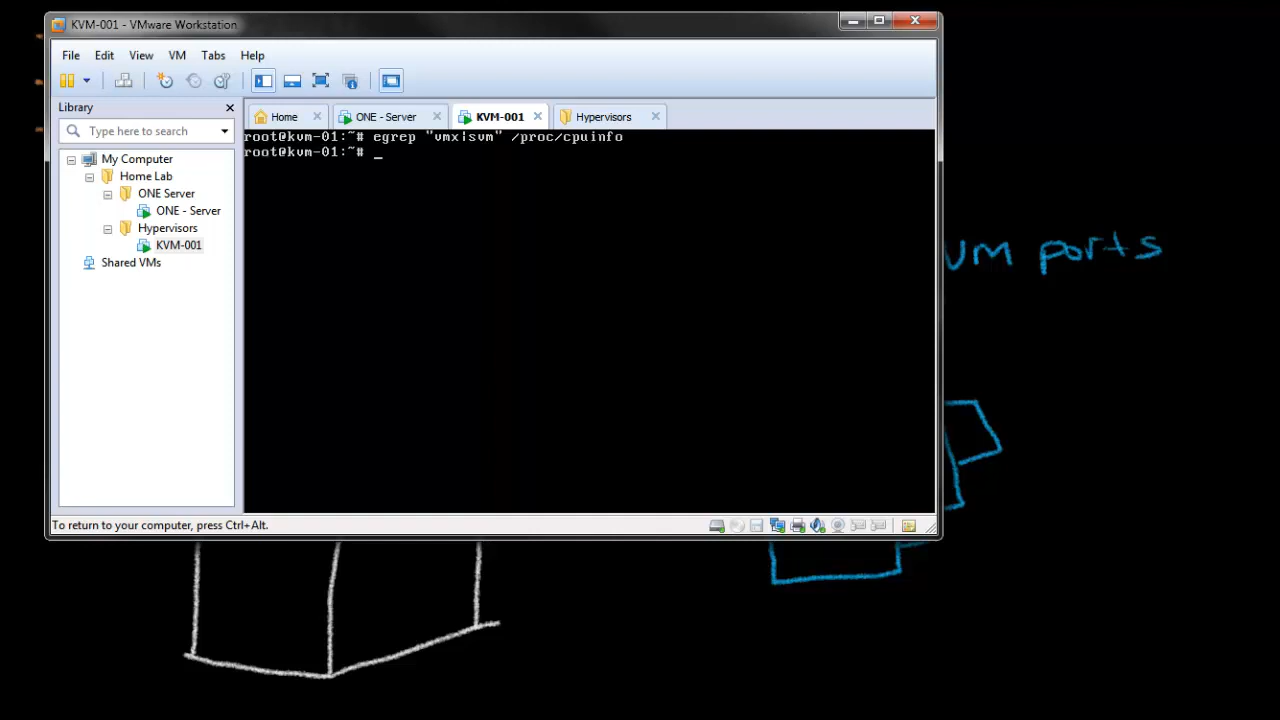 KVM-001 - VMware Workstation
File Edit View VM Tabs Help
Library
Type here to search
My Computer
Home Lab
ONE Server
ONE - Server
Hypervisors
KVM-001
Shared VMs
Home ONE - Server KVM-001 Hypervisors
root@kvm-01:~# egrep "vmx|svm" /proc/cpuinfo
root@kvm-01:~# _
To return to your computer, press Ctrl+Alt.
vm ports